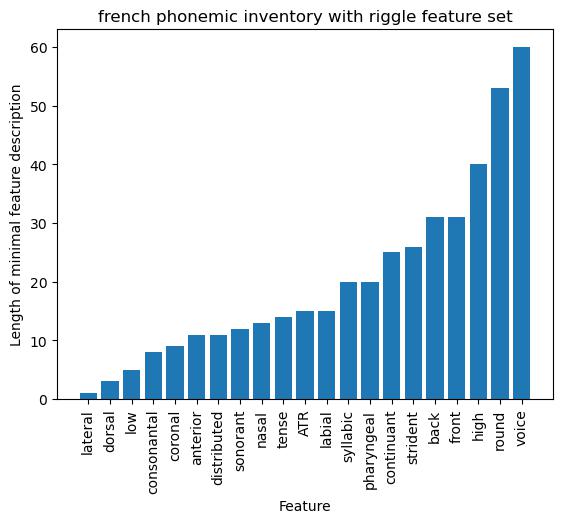 french phonemic inventory with riggle feature set
Length of minimal feature description
60
50
40
30
20
10
0
lateral
dorsal
low
consonantal
coronal
anterior
distributed
sonorant
nasal
tense
ATR
labial
syllabic
pharyngeal
continuant
strident
back
front
high
round
voice
Feature